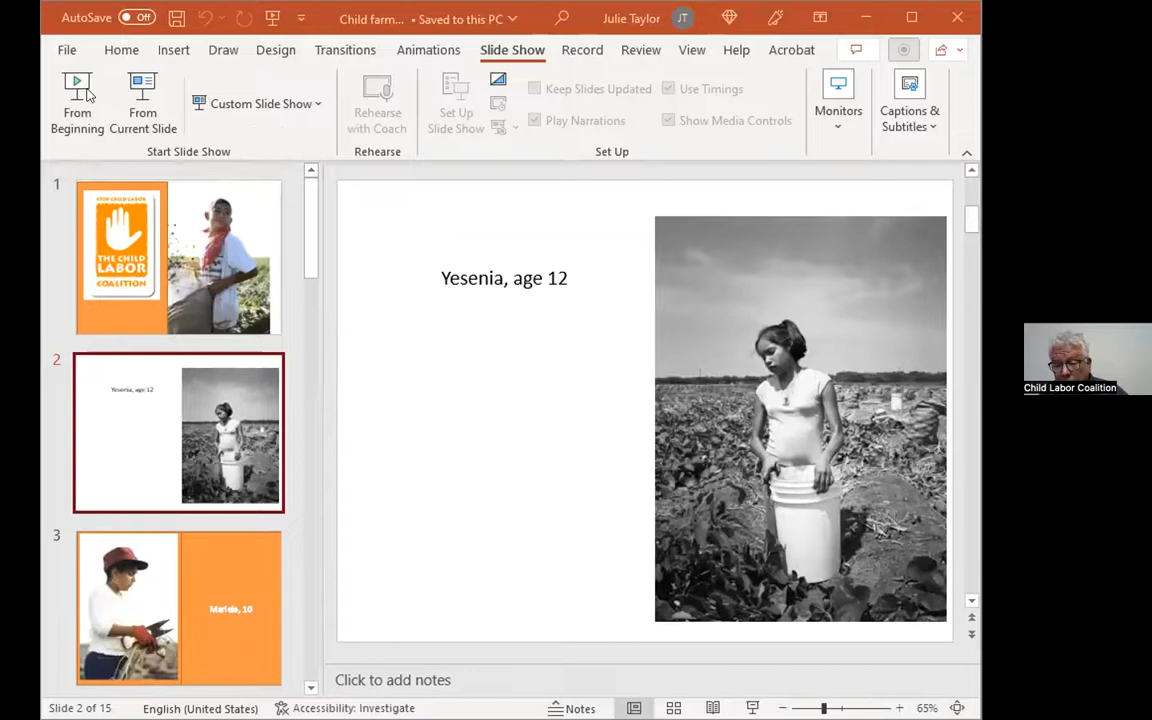 AutoSave Off Child farm... • Saved to this PC Julie Taylor JT
File Home Insert Draw Design Transitions Animations Slide Show Record Review View Help Acrobat
From Beginning
From Current Slide
Custom Slide Show
Start Slide Show
Rehearse with Coach
Rehearse
Set Up Slide Show
Keep Slides Updated
Use Timings
Play Narrations
Show Media Controls
Set Up
Monitors
Captions & Subtitles
1
STOP CHILD LABOR
THE CHILD
LABOR
COALITION
2
Yesenia, age 12
3
Mariela, 10
Yesenia, age 12
Child Labor Coalition
Click to add notes
Slide 2 of 15 English (United States) Accessibility: Investigate Notes 65%